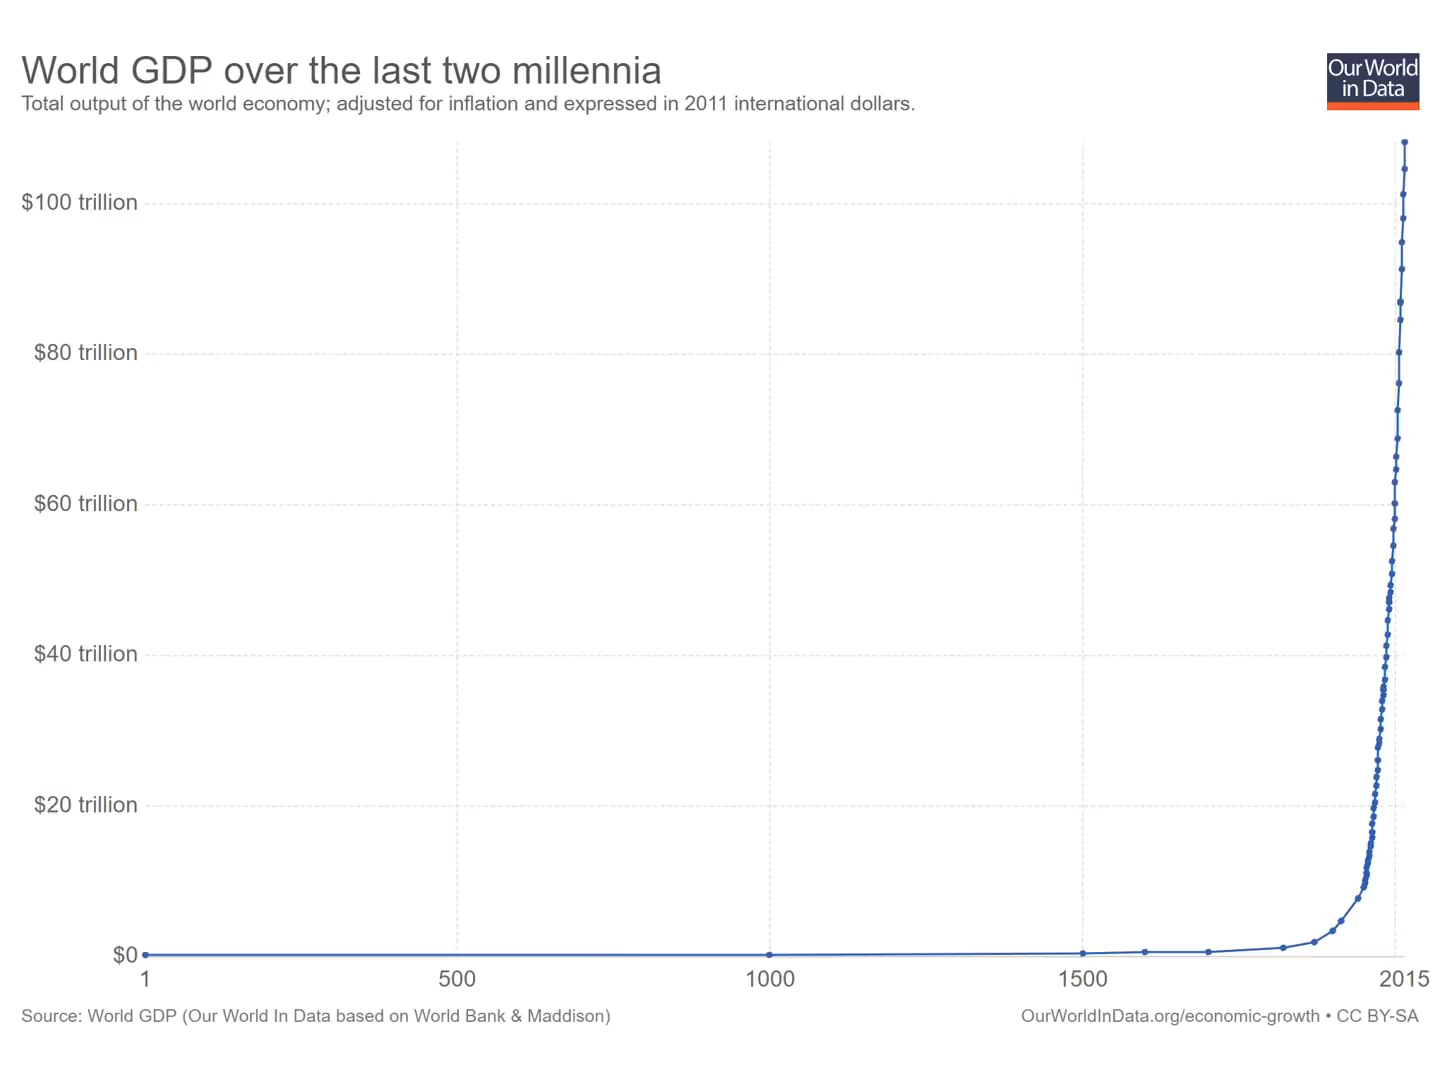 World GDP over the last two millennia
Total output of the world economy; adjusted for inflation and expressed in 2011 international dollars.
Our World
in Data
$100 trillion
$80 trillion
$60 trillion
$40 trillion
$20 trillion
$0
1 500 1000 1500 2015
Source: World GDP (Our World In Data based on World Bank & Maddison)
OurWorldInData.org/economic-growth • CC BY-SA